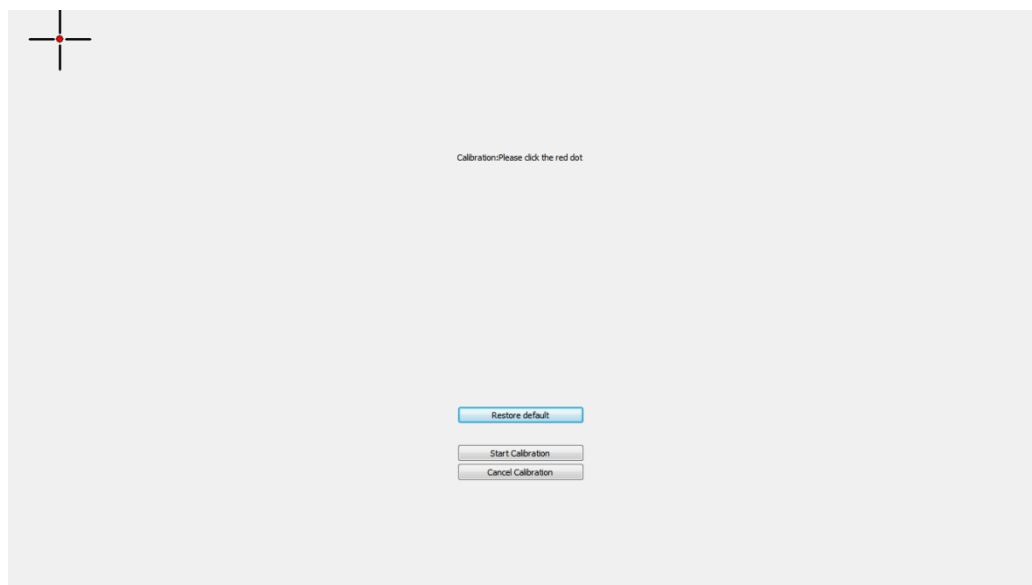 Calibration:Please click the red dot
Restore default
Start Calibration
Cancel Calibration